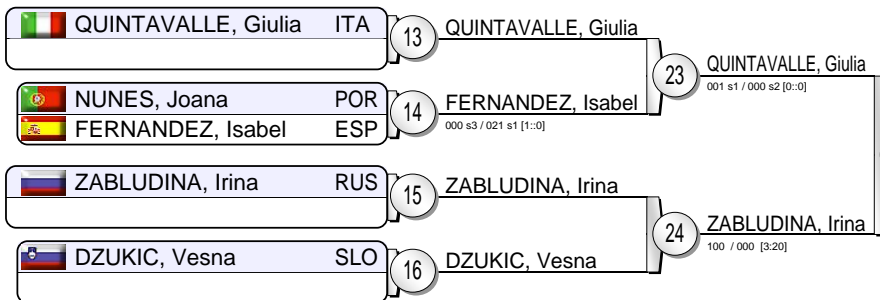 QUINTAVALLE, Giulia ITA
13
QUINTAVALLE, Giulia
23
QUINTAVALLE, Giulia
001 s1 / 000 s2 [0::0]
NUNES, Joana POR
FERNANDEZ, Isabel ESP
14
FERNANDEZ, Isabel
000 s3 / 021 s1 [1::0]
ZABLUDINA, Irina RUS
15
ZABLUDINA, Irina
24
ZABLUDINA, Irina
100 / 000 [3:20]
DZUKIC, Vesna SLO
16
DZUKIC, Vesna